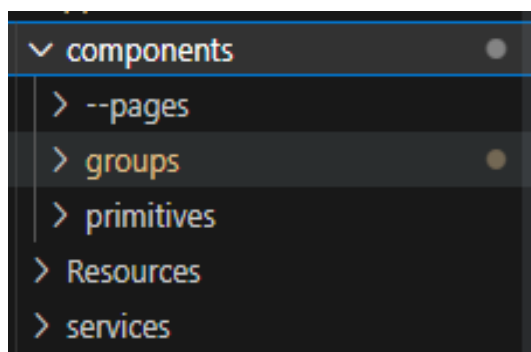 components
--pages
groups
primitives
Resources
services